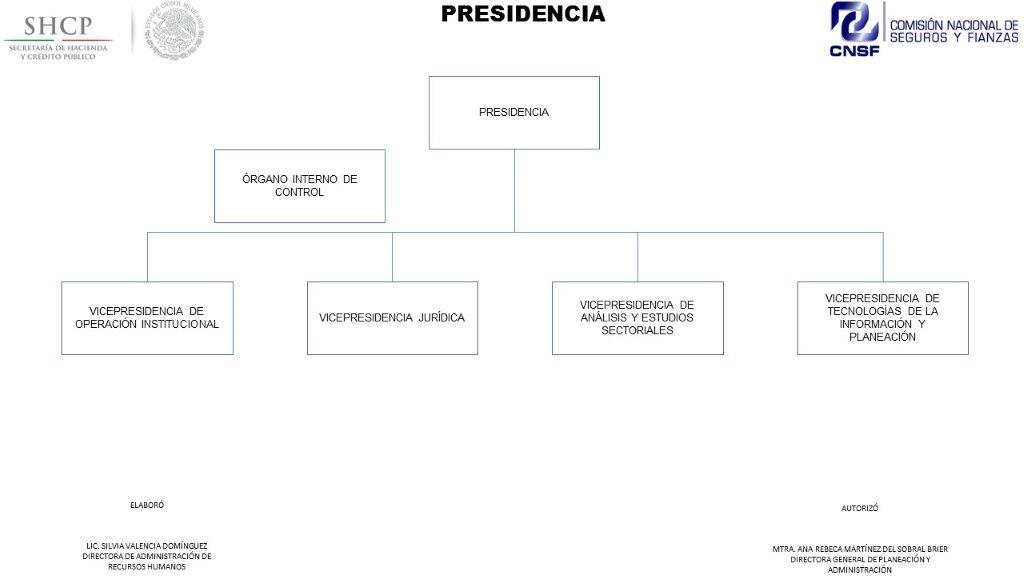 PRESIDENCIA
SHCP
SECRETARÍA DE HACIENDA
Y CRÉDITO PÚBLICO
ESTADOS UNIDOS MEXICANOS
CNSF
COMISIÓN NACIONAL DE
SEGUROS Y FIANZAS
PRESIDENCIA
ÓRGANO INTERNO DE
CONTROL
VICEPRESIDENCIA DE
OPERACIÓN INSTITUCIONAL
VICEPRESIDENCIA JURÍDICA
VICEPRESIDENCIA DE
ANÁLISIS Y ESTUDIOS
SECTORIALES
VICEPRESIDENCIA DE
TECNOLOGÍAS DE LA
INFORMACIÓN Y
PLANEACIÓN
ELABORÓ
LIC. SILVIA VALENCIA DOMÍNGUEZ
DIRECTORA DE ADMINISTRACIÓN DE
RECURSOS HUMANOS
AUTORIZÓ
MTRA. ANA REBECA MARTÍNEZ DEL SOBRAL BRIER
DIRECTORA GENERAL DE PLANEACIÓN Y
ADMINISTRACIÓN